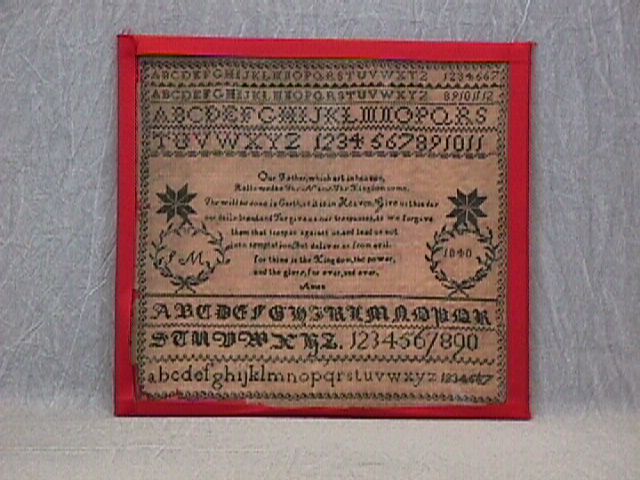 ABCDEFGHIJKLMNOPQRSTUVWXYZ 1234567
ABCDEFGHIJKLMNOPQRSTUVWXYZ 89101112
ABCDEFGHIJKLMNOPQRS
TUVWXYZ 1234567891011
Our Father, which art in heaven,
Hallowed be Thy Name. Thy Kingdom come,
Thy will be done in Earth, as it is in Heaven. Give us this day
our daily bread and Forgive us our trespasses, as we forgive
them that trespas against us, and lead us not
into temptation, But deliver us from evil.
For thine is the Kingdom, the power,
and the glory, for ever, and ever,
Amen
M
1840
ABCDEFGHIKLMNOPQR
STUVWXYZ. 1234567890
abcdefghijklmnopqrstuvwxyz 1234567